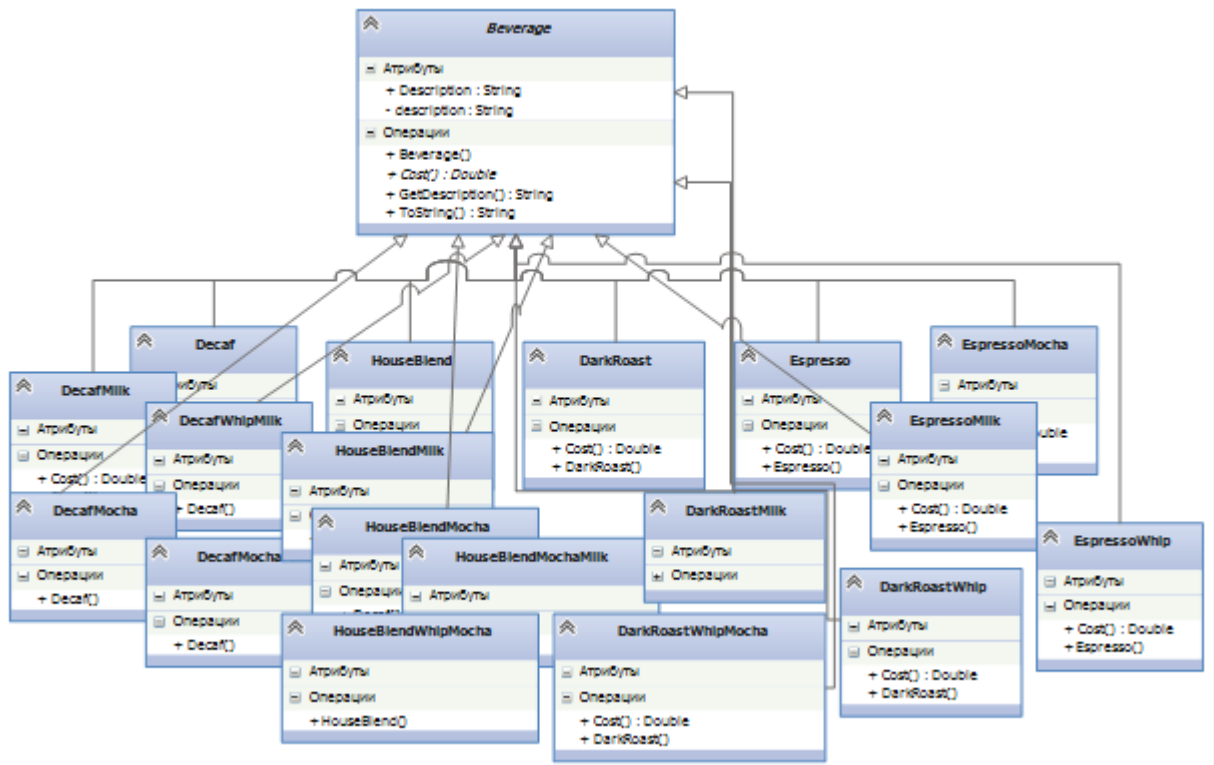 Beverage
Атрибуты
+ Description : String
- description : String
Операции
+ Beverage()
+ Cost() : Double
+ GetDescription() : String
+ ToString() : String
Decaf
Атрибуты
HouseBlend
Атрибуты
Операции
DarkRoast
Атрибуты
Операции
+ Cost() : Double
+ DarkRoast()
Espresso
Атрибуты
Операции
+ Cost() : Double
+ Espresso()
EspressoMocha
Атрибуты
DecafMilk
Атрибуты
Операции
+ Cost() : Double
DecafWhipMilk
Атрибуты
Операции
+ Decaf()
HouseBlendMilk
Атрибуты
EspressoMilk
Атрибуты
Операции
+ Cost() : Double
+ Espresso()
DecafMocha
Атрибуты
Операции
+ Decaf()
DecafMocha
Атрибуты
Операции
+ Decaf()
HouseBlendMocha
Атрибуты
Операции
HouseBlendMochaMilk
Атрибуты
DarkRoastMilk
Атрибуты
Операции
EspressoWhip
Атрибуты
Операции
+ Cost() : Double
+ Espresso()
DarkRoastWhip
Атрибуты
Операции
+ Cost() : Double
+ DarkRoast()
HouseBlendWhipMocha
Атрибуты
Операции
+ HouseBlend()
DarkRoastWhipMocha
Атрибуты
Операции
+ Cost() : Double
+ DarkRoast()